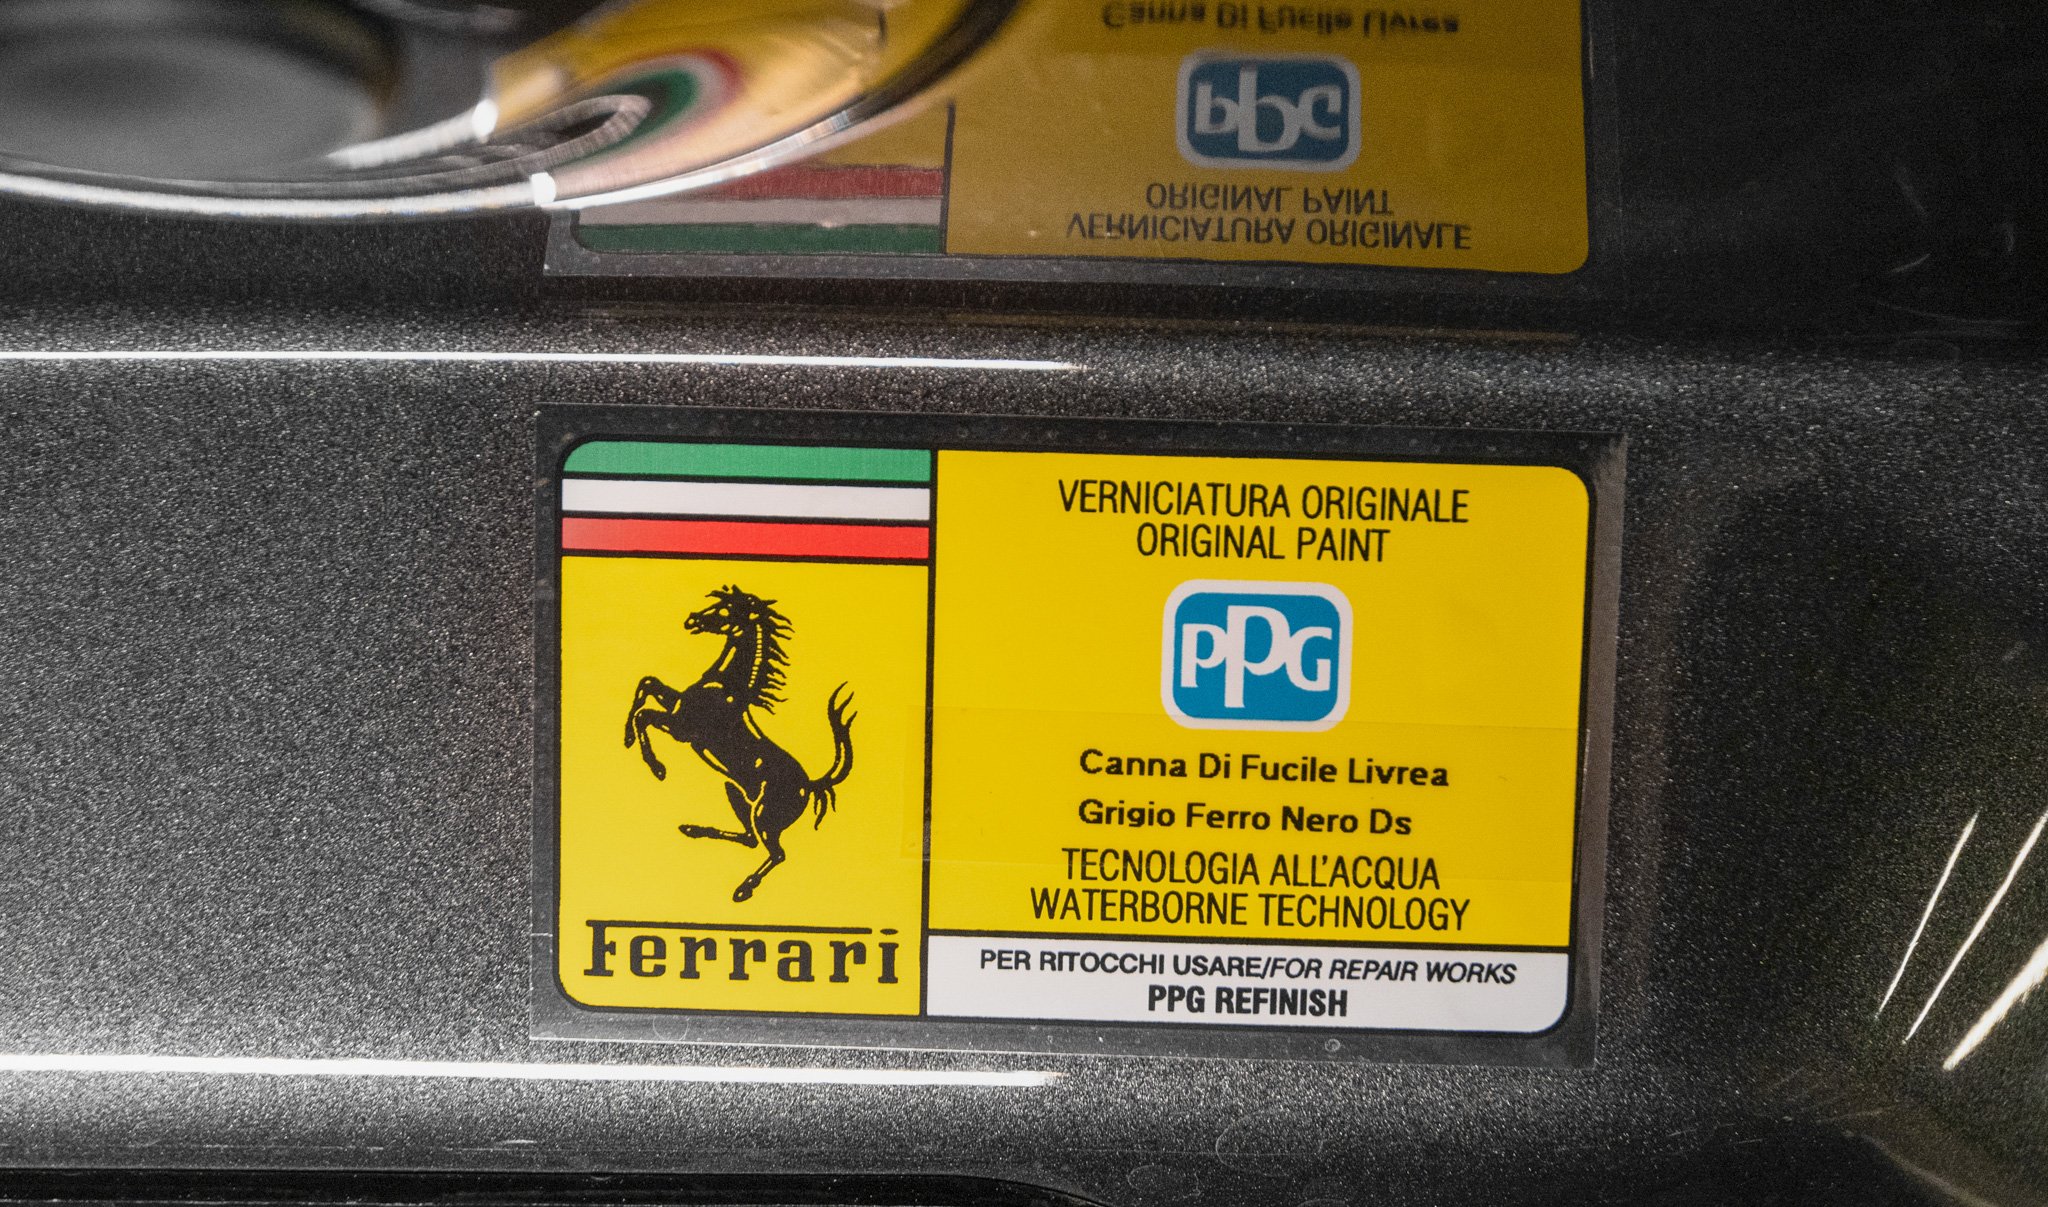 VERNICIATURA ORIGINALE
ORIGINAL PAINT
PPG
Canna Di Fucile Livrea
Grigio Ferro Nero Ds
TECNOLOGIA ALL'ACQUA
WATERBORNE TECHNOLOGY
PER RITOCCHI USARE/FOR REPAIR WORKS
PPG REFINISH
Ferrari